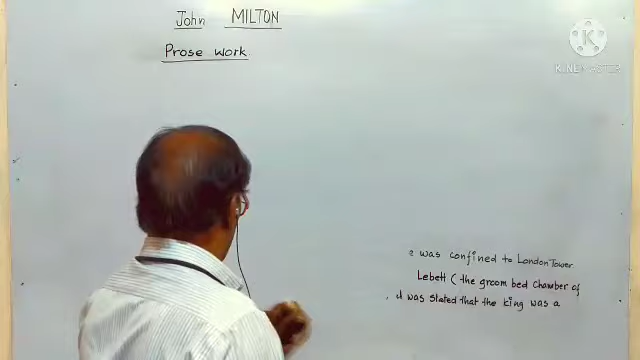 John MILTON
Prose work
KINEMASTER
was confined to London Tower
Lebett ( the groom bed chamber of
it was stated that the king was a